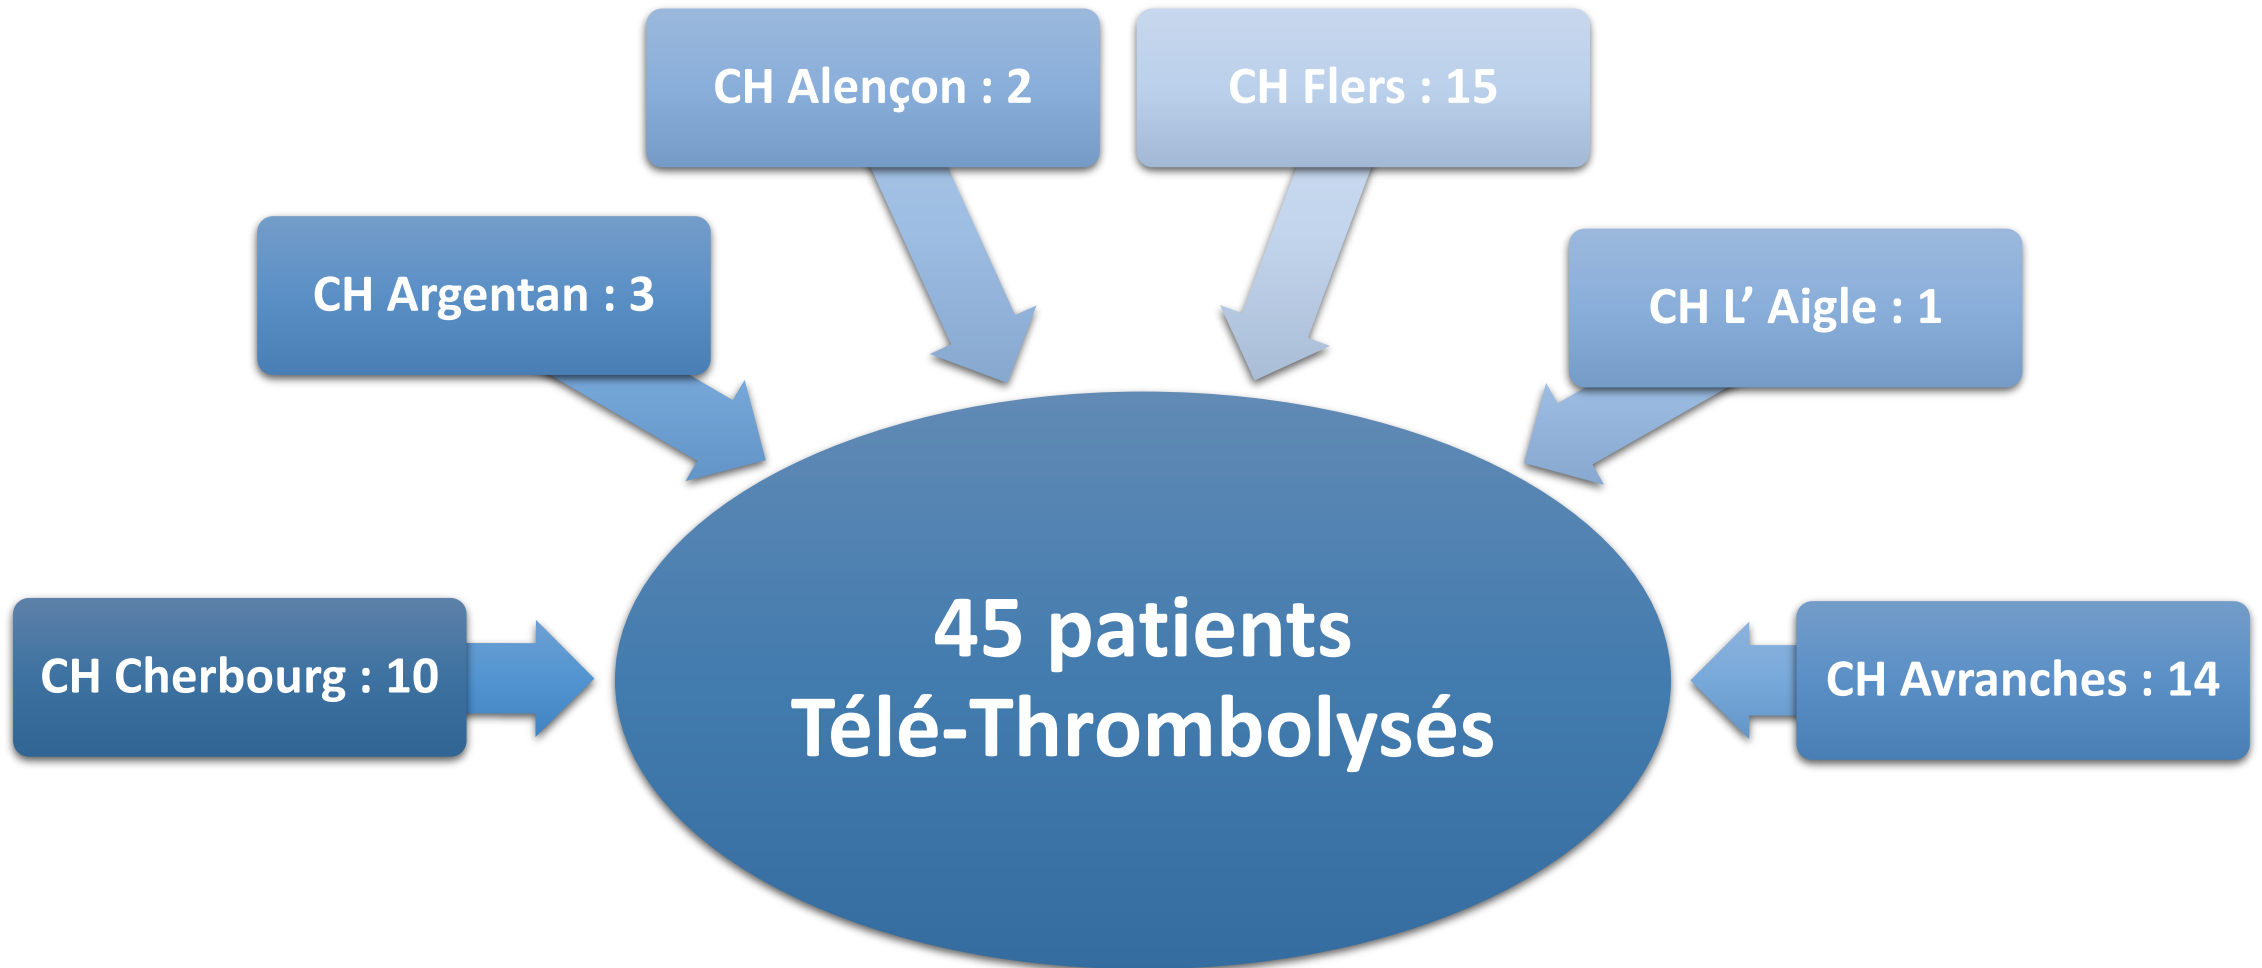 CH Alençon : 2
CH Flers : 15
CH Argentan : 3
CH L’ Aigle : 1
CH Cherbourg : 10
45 patients
Télé-Thrombolysés
CH Avranches : 14